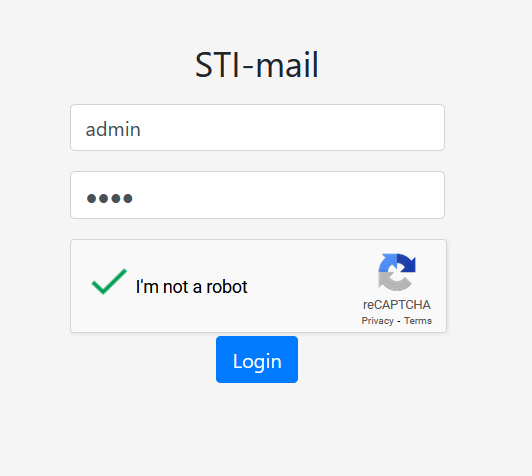 STI-mail
admin
••••
I'm not a robot
reCAPTCHA
Privacy - Terms
Login